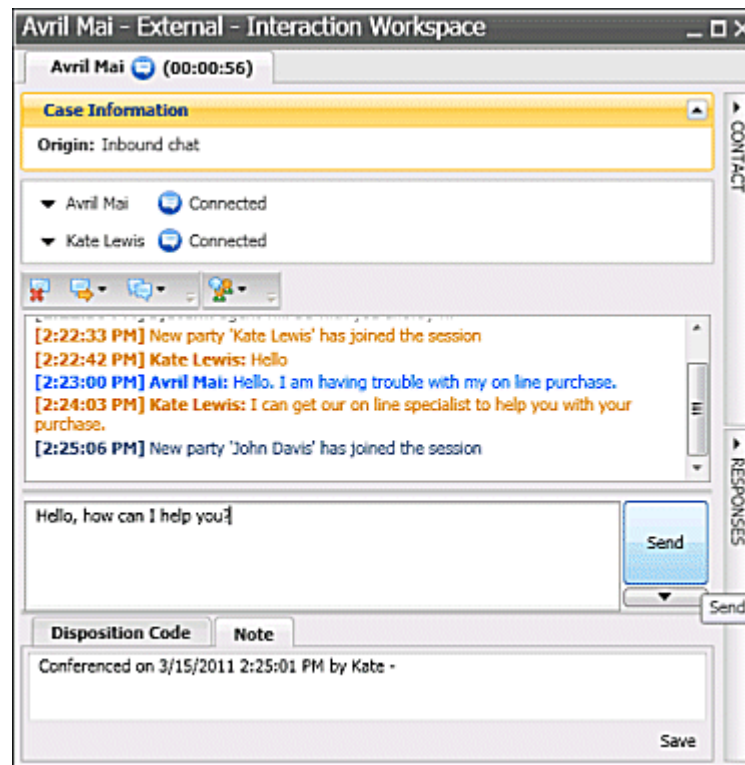 Avril Mai - External - Interaction Workspace
Avril Mai (00:00:56)
Case Information
Origin: Inbound chat
CONTACT
Avril Mai Connected
Kate Lewis Connected
[2:22:33 PM] New party 'Kate Lewis' has joined the session
[2:22:42 PM] Kate Lewis: Hello
[2:23:00 PM] Avril Mai: Hello. I am having trouble with my on line purchase.
[2:24:03 PM] Kate Lewis: I can get our on line specialist to help you with your
purchase.
[2:25:06 PM] New party 'John Davis' has joined the session
RESPONSES
Hello, how can I help you?
Send
Send
Disposition Code Note
Conferenced on 3/15/2011 2:25:01 PM by Kate -
Save